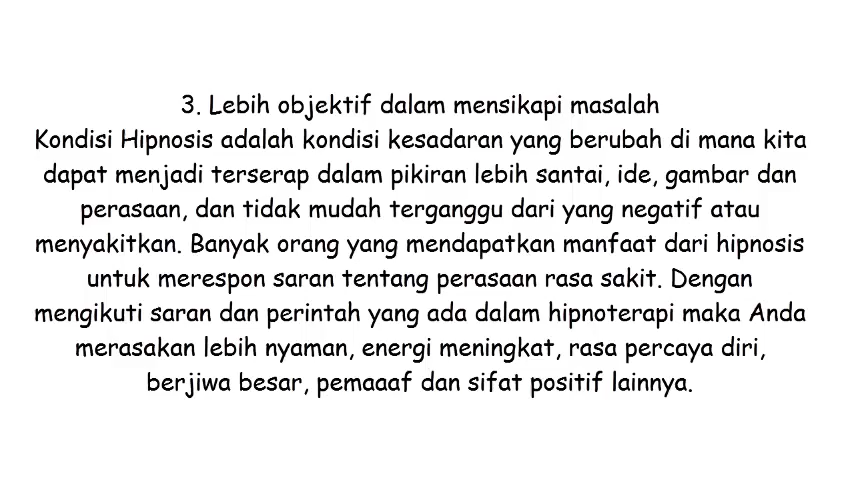 3. Lebih objektif dalam mensikapi masalah
Kondisi Hipnosis adalah kondisi kesadaran yang berubah di mana kita
dapat menjadi terserap dalam pikiran lebih santai, ide, gambar dan
perasaan, dan tidak mudah terganggu dari yang negatif atau
menyakitkan. Banyak orang yang mendapatkan manfaat dari hipnosis
untuk merespon saran tentang perasaan rasa sakit. Dengan
mengikuti saran dan perintah yang ada dalam hipnoterapi maka Anda
merasakan lebih nyaman, energi meningkat, rasa percaya diri,
berjiwa besar, pemaaaf dan sifat positif lainnya.